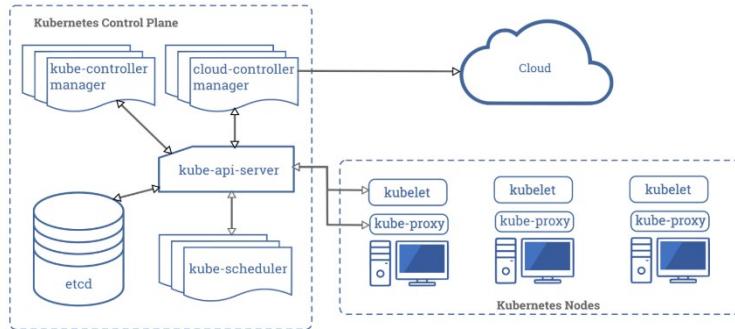 Kubernetes Control Plane
kube-controller
manager
cloud-controller
manager
Cloud
kube-api-server
kubelet
kubelet
kubelet
kube-proxy
kube-proxy
kube-proxy
etcd
kube-scheduler
Kubernetes Nodes